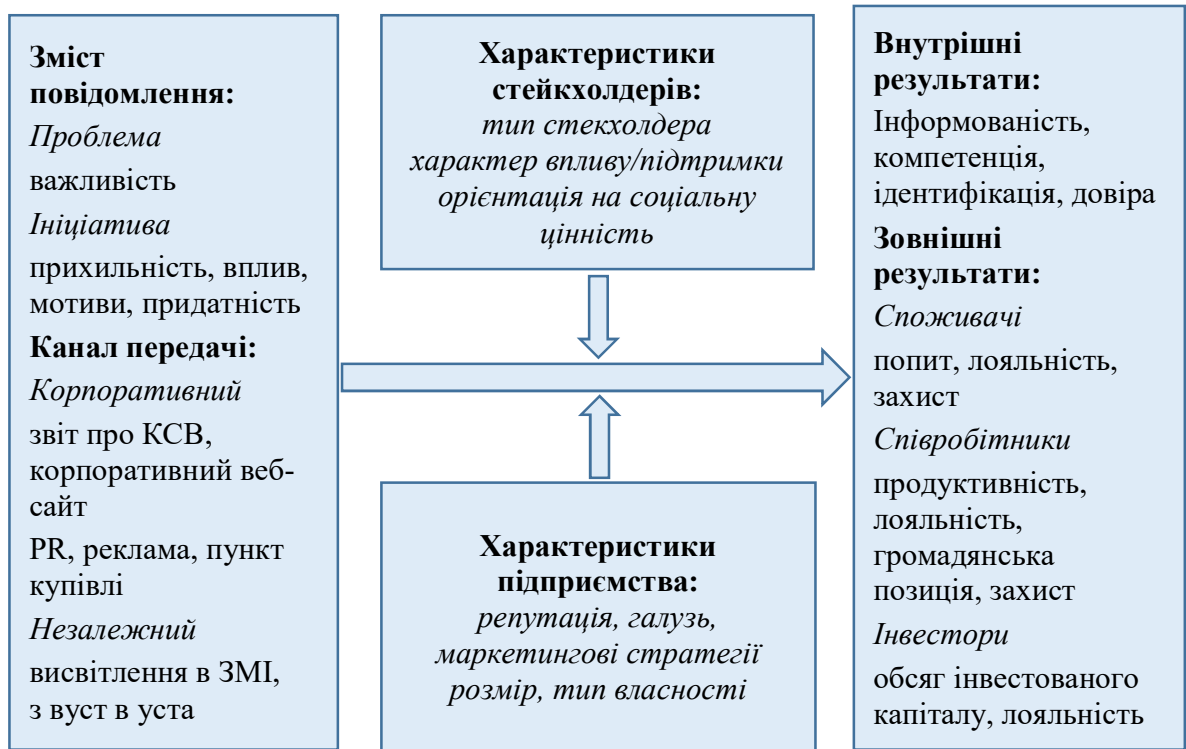 Зміст
повідомлення:
Проблема
важливість
Ініціатива
прихильність, вплив,
мотиви, придатність
Канал передачі:
Корпоративний
звіт про КСВ,
корпоративний веб-
сайт
PR, реклама, пункт
купівлі
Незалежний
висвітлення в ЗМІ,
з вуст в уста
Характеристики
стейкхолдерів:
тип стекхолдера
характер впливу/підтримки
орієнтація на соціальну
цінність
Характеристики
підприємства:
репутація, галузь,
маркетингові стратегії
розмір, тип власності
Внутрішні
результати:
Інформованість,
компетенція,
ідентифікація, довіра
Зовнішні
результати:
Споживачі
попит, лояльність,
захист
Співробітники
продуктивність,
лояльність,
громадянська
позиція, захист
Інвестори
обсяг інвестованого
капіталу, лояльність